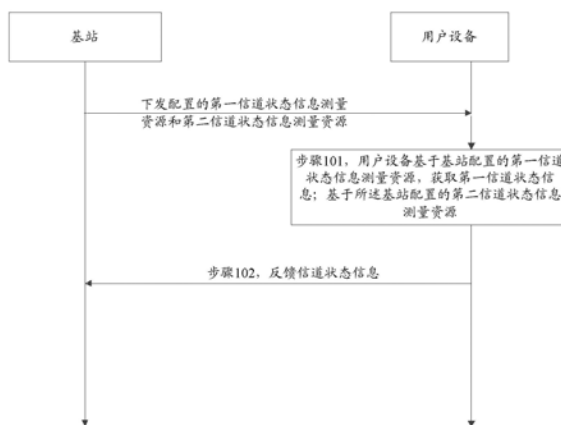 基站
用户设备
下发配置的第一信道状态信息测量
资源和第二信道状态信息测量资源
步骤101，用户设备基于基站配置的第一信道
状态信息测量资源，获取第一信道状态信
息；基于所述基站配置的第二信道状态信息
测量资源
步骤102，反馈信道状态信息